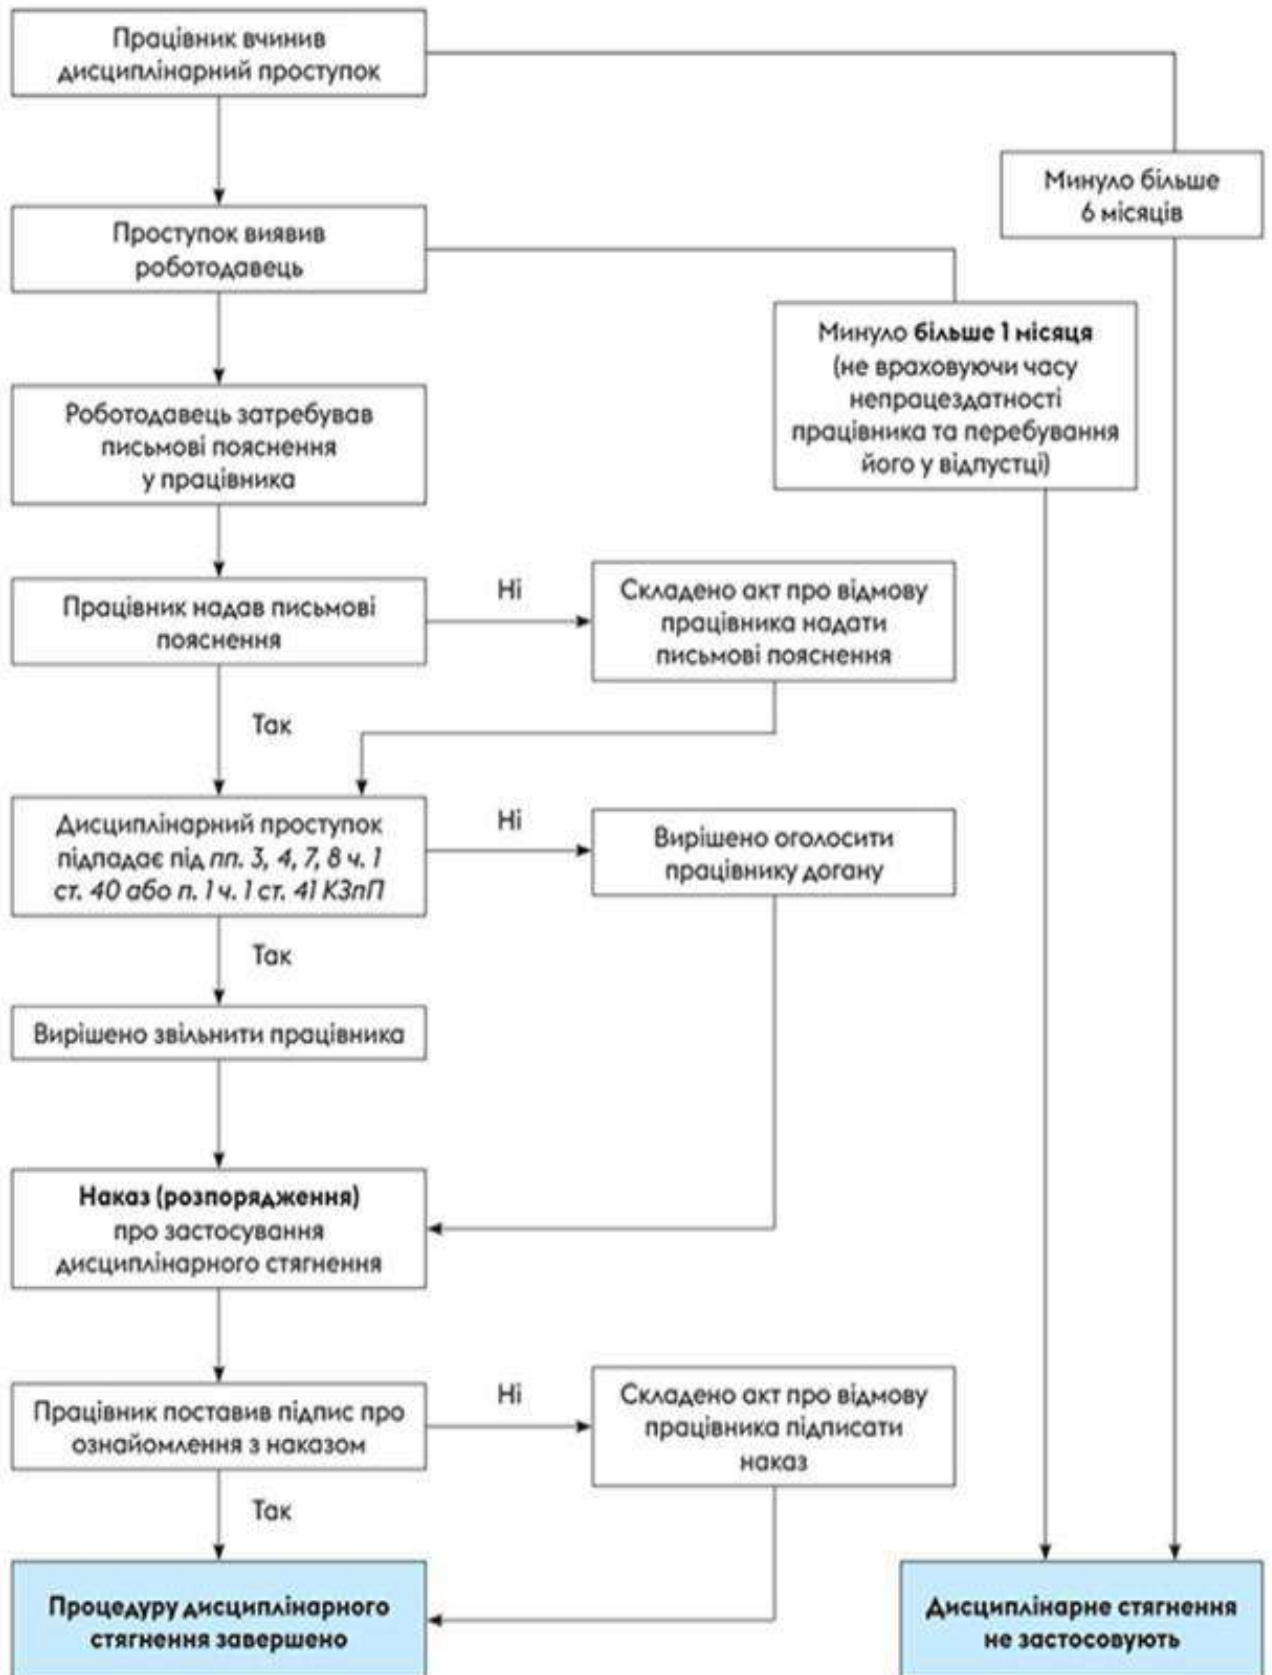 Працівник вчинив
дисциплінарний проступок
Минуло більше
6 місяців
Проступок виявив
роботодавець
Минуло більше 1 місяця
(не враховуючи часу
непрацездатності
працівника та перебування
його у відпустці)
Роботодавець затребував
письмові пояснення
у працівника
Працівник надав письмові
пояснення
Ні
Складено акт про відмову
працівника надати
письмові пояснення
Так
Дисциплінарний проступок
підпадає під пп. 3, 4, 7, 8 ч. 1
ст. 40 або п. 1 ч. 1 ст. 41 КЗпП
Ні
Вирішено оголосити
працівнику догану
Так
Вирішено звільнити працівника
Наказ (розпорядження)
про застосування
дисциплінарного стягнення
Працівник поставив підпис про
ознайомлення з наказом
Ні
Складено акт про відмову
працівника підписати
наказ
Так
Процедуру дисциплінарного
стягнення завершено
Дисциплінарне стягнення
не застосовують